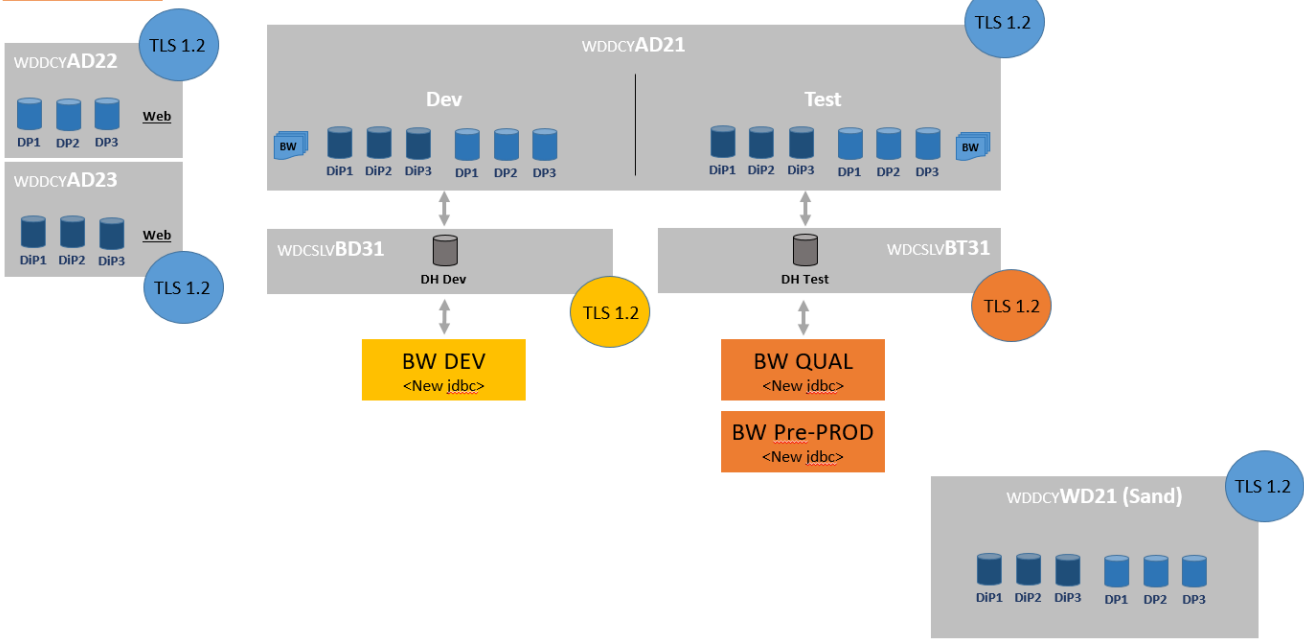 TLS 1.2
WDDCYAD22
DP1 DP2 DP3 Web
WDDCYAD23
DiP1 DiP2 DiP3 Web
TLS 1.2
TLS 1.2
WDDCYAD21
Dev
BW DiP1 DiP2 DiP3 DP1 DP2 DP3
Test
DiP1 DiP2 DiP3 DP1 DP2 DP3 BW
WDCSLVBD31
DH Dev
TLS 1.2
BW DEV
<New jdbc>
WDCSLVBT31
DH Test
TLS 1.2
BW QUAL
<New jdbc>
BW Pre-PROD
<New jdbc>
TLS 1.2
WDDCYWD21 (Sand)
DiP1 DiP2 DiP3 DP1 DP2 DP3